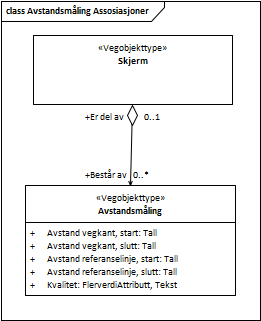 class Avstandsmåling Assosiasjoner
«Vegobjekttype»
Skjerm
+Er del av 0..1
+Består av 0..*
«Vegobjekttype»
Avstandsmåling
+ Avstand vegkant, start: Tall
+ Avstand vegkant, slutt: Tall
+ Avstand referanselinje, start: Tall
+ Avstand referanselinje, slutt: Tall
+ Kvalitet: FlerverdiAttributt, Tekst